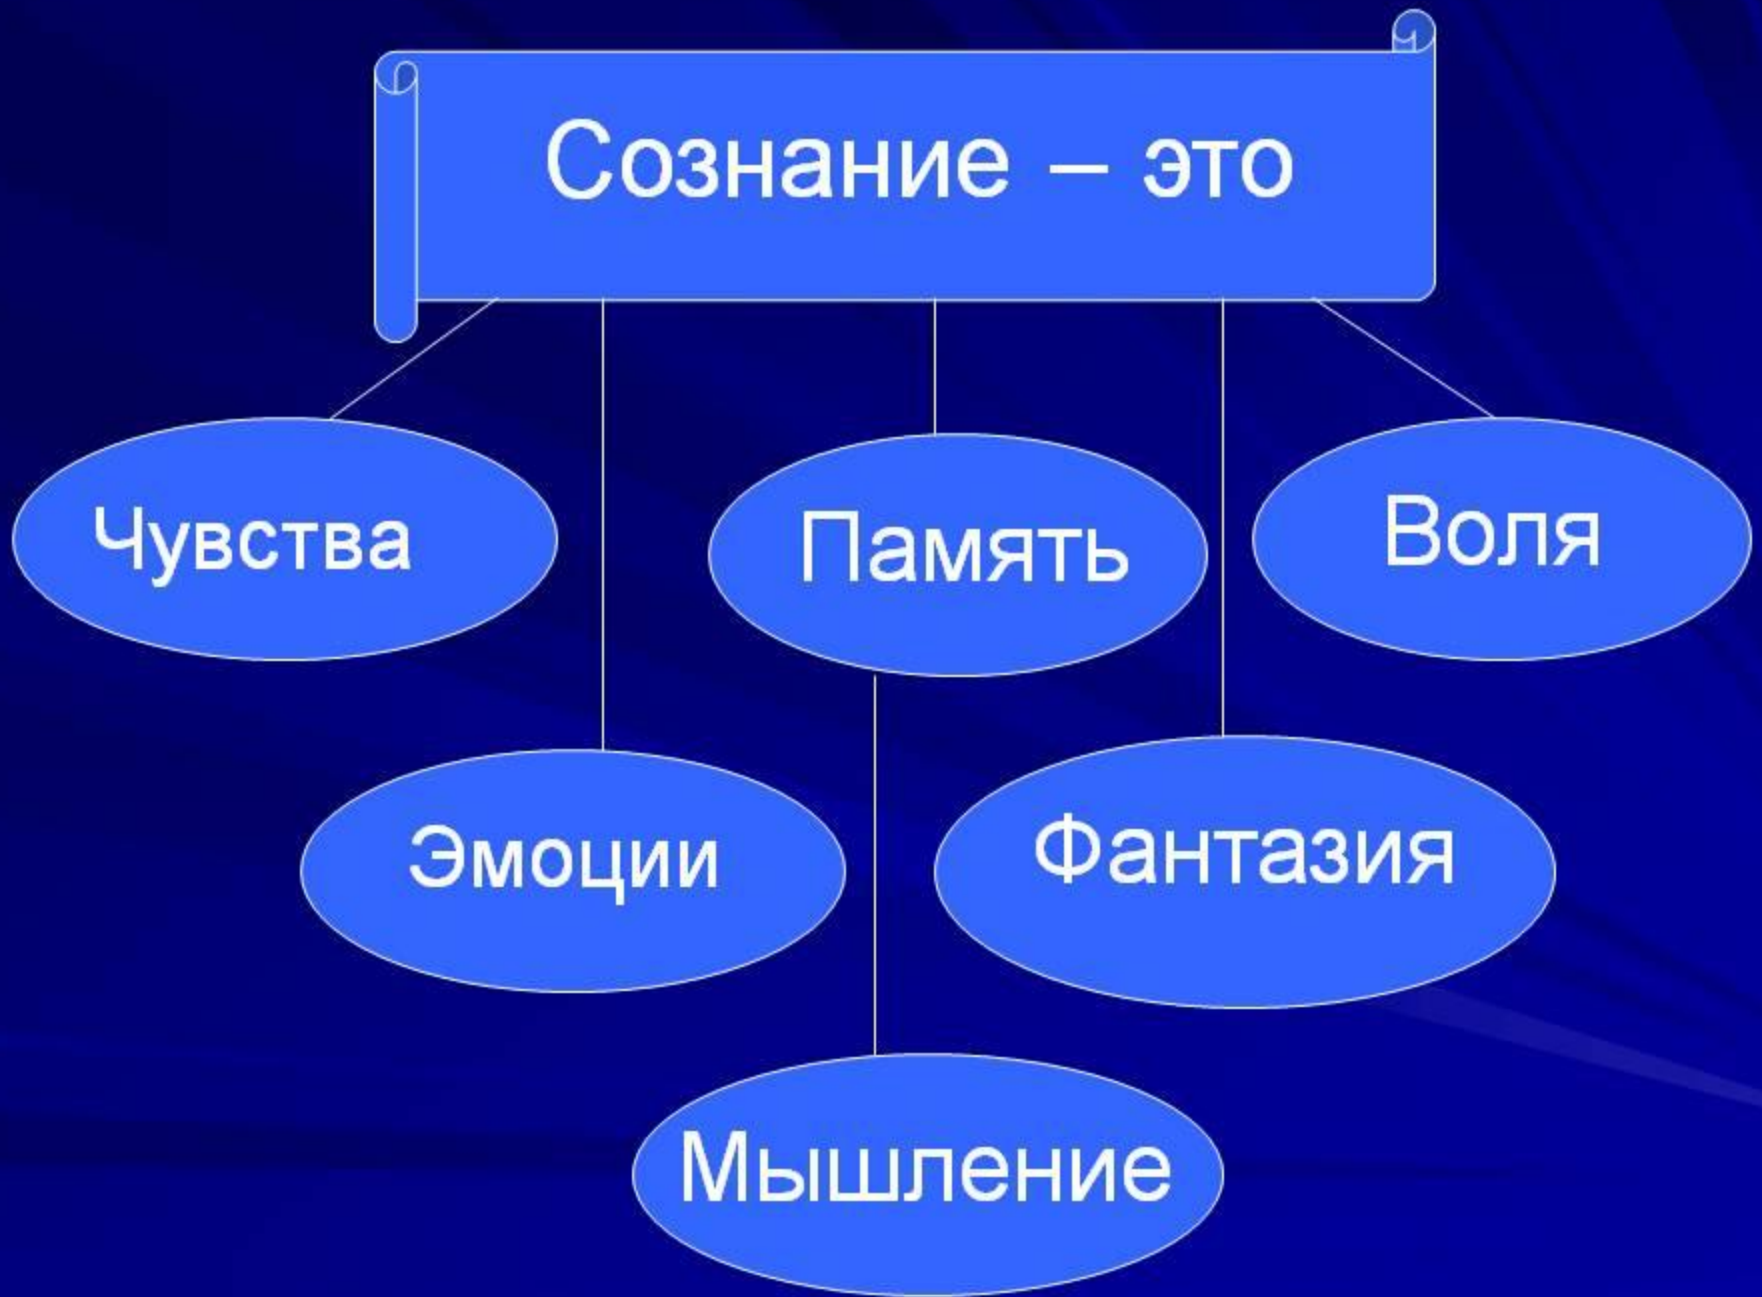 Сознание – это
Чувства
Память
Воля
Эмоции
Фантазия
Мышление